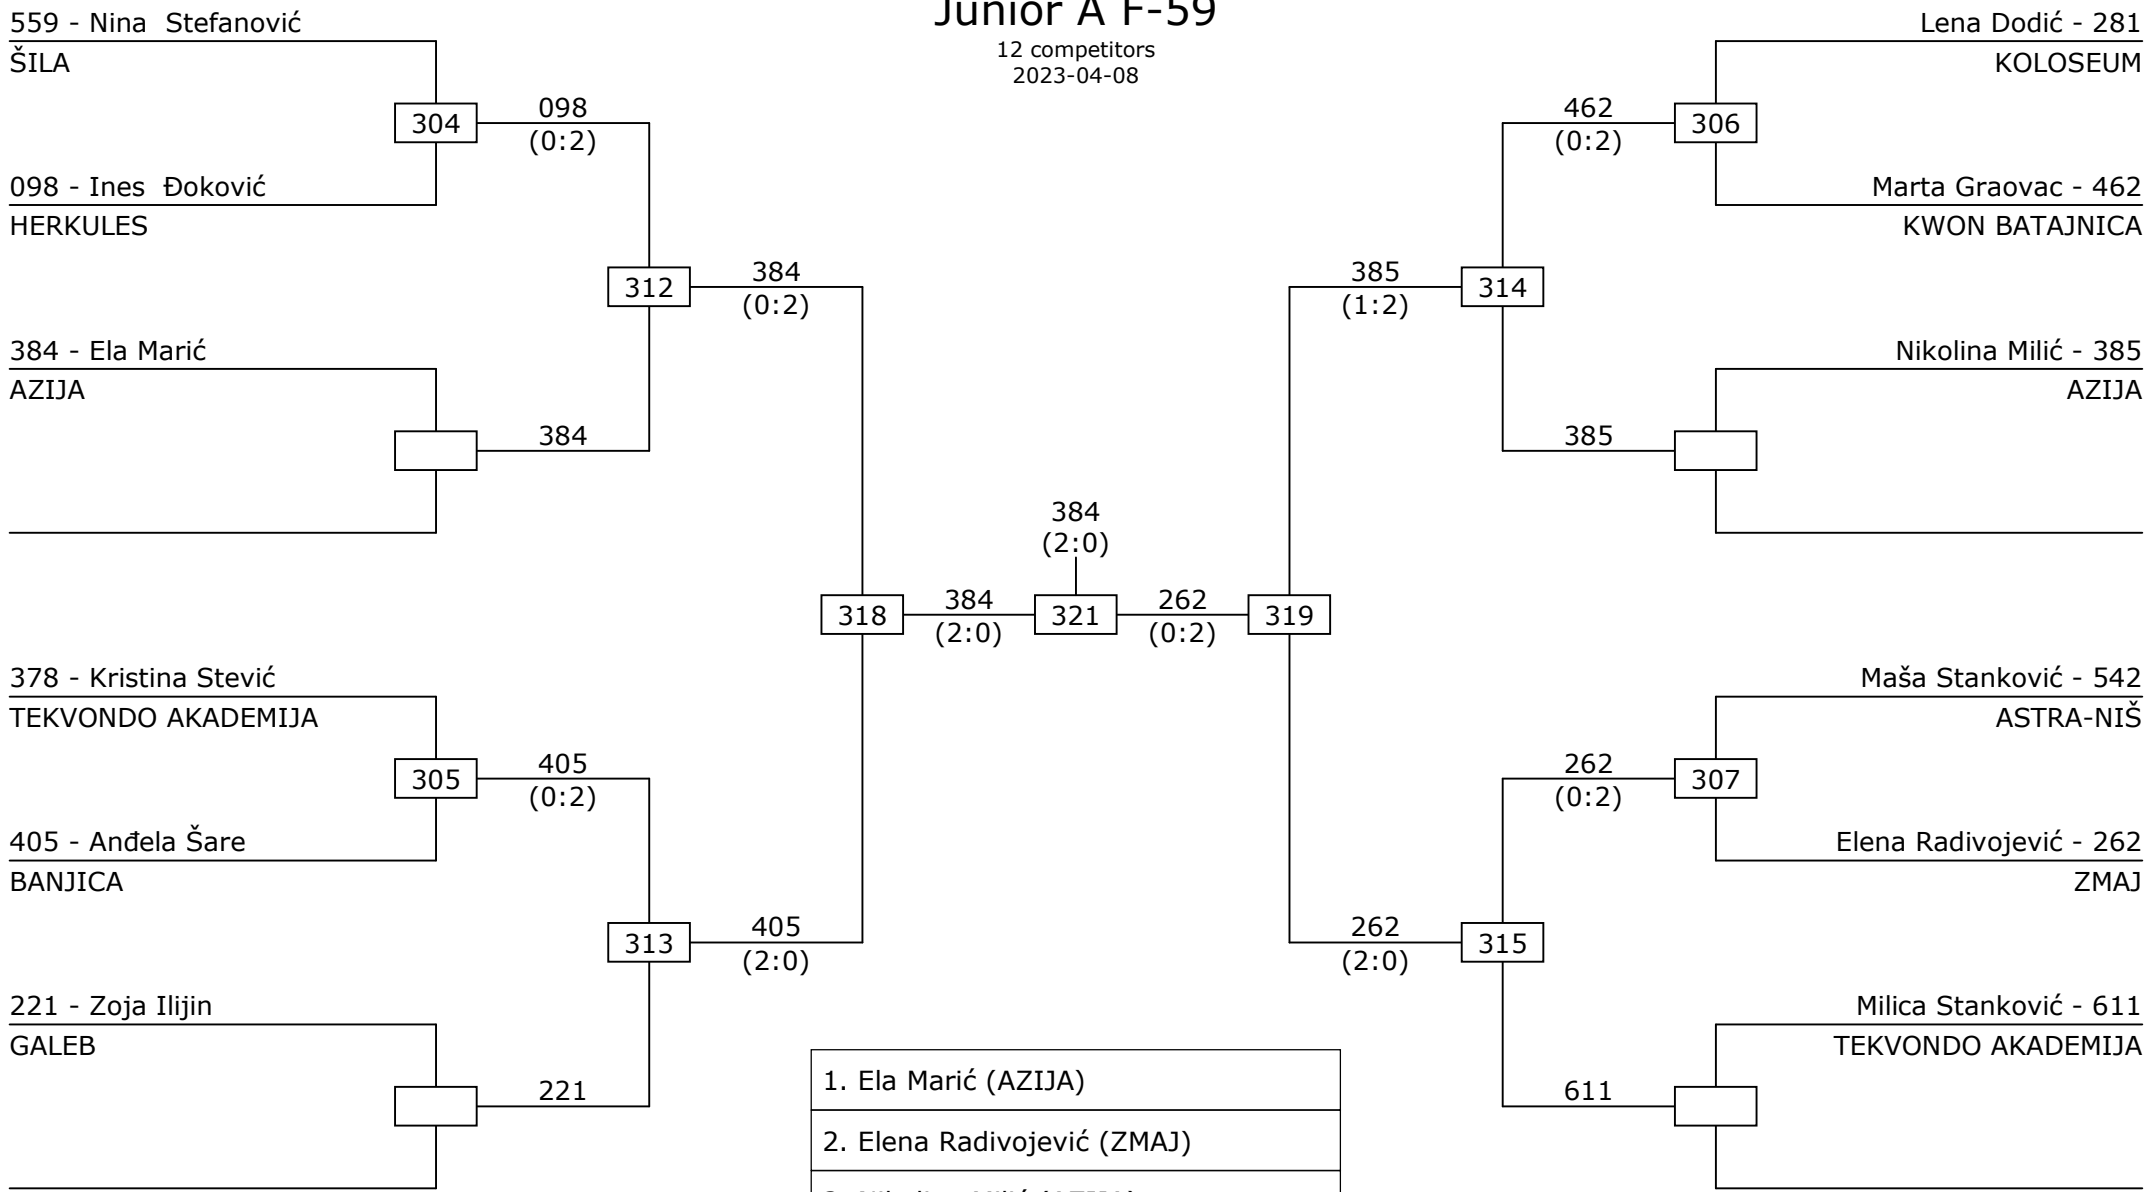 Junior A F-59
12 competitors
2023-04-08
559 - Nina  Stefanović
ŠILA
304
098
(0:2)
098 - Ines  Đoković
HERKULES
312
384
(0:2)
384 - Ela Marić
AZIJA
384
378 - Kristina Stević
TEKVONDO AKADEMIJA
305
405
(0:2)
405 - Anđela Šare
BANJICA
313
405
(2:0)
221 - Zoja Ilijin
GALEB
221
318
384
(2:0)
384
(2:0)
321
262
(0:2)
319
Lena Dodić - 281
KOLOSEUM
462
(0:2)
306
Marta Graovac - 462
KWON BATAJNICA
385
(1:2)
314
Nikolina Milić - 385
AZIJA
385
Maša Stanković - 542
ASTRA-NIŠ
262
(0:2)
307
Elena Radivojević - 262
ZMAJ
262
(2:0)
315
Milica Stanković - 611
TEKVONDO AKADEMIJA
611
1. Ela Marić (AZIJA)
2. Elena Radivojević (ZMAJ)